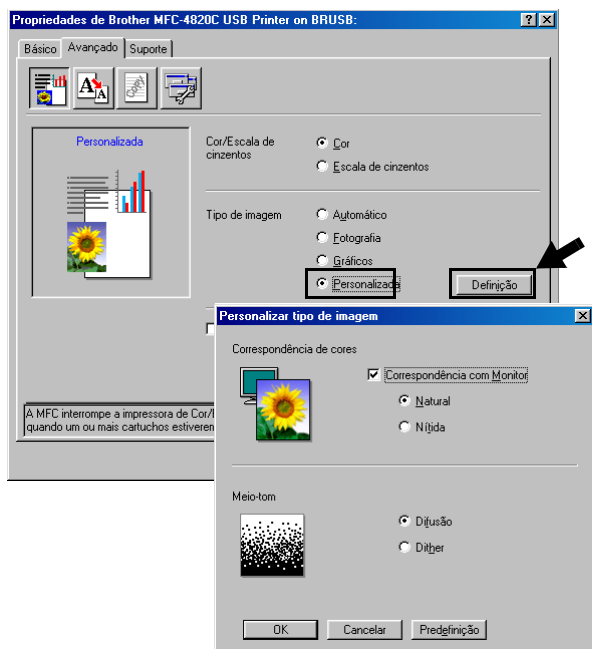 Propriedades de Brother MFC-4820C USB Printer on BRUSB:
Básico Avançado Suporte
Personalizada
Cor/Escala de
cinzentos
Cor
Escala de cinzentos
Tipo de imagem
Automático
Fotografia
Gráficos
Personalizada
Definição
A MFC interrompe a impressora de Cor/
quando um ou mais cartuchos estiverem
Personalizar tipo de imagem
Correspondência de cores
Correspondência com Monitor
Natural
Nítida
Meio-tom
Difusão
Dither
OK Cancelar Predefinição